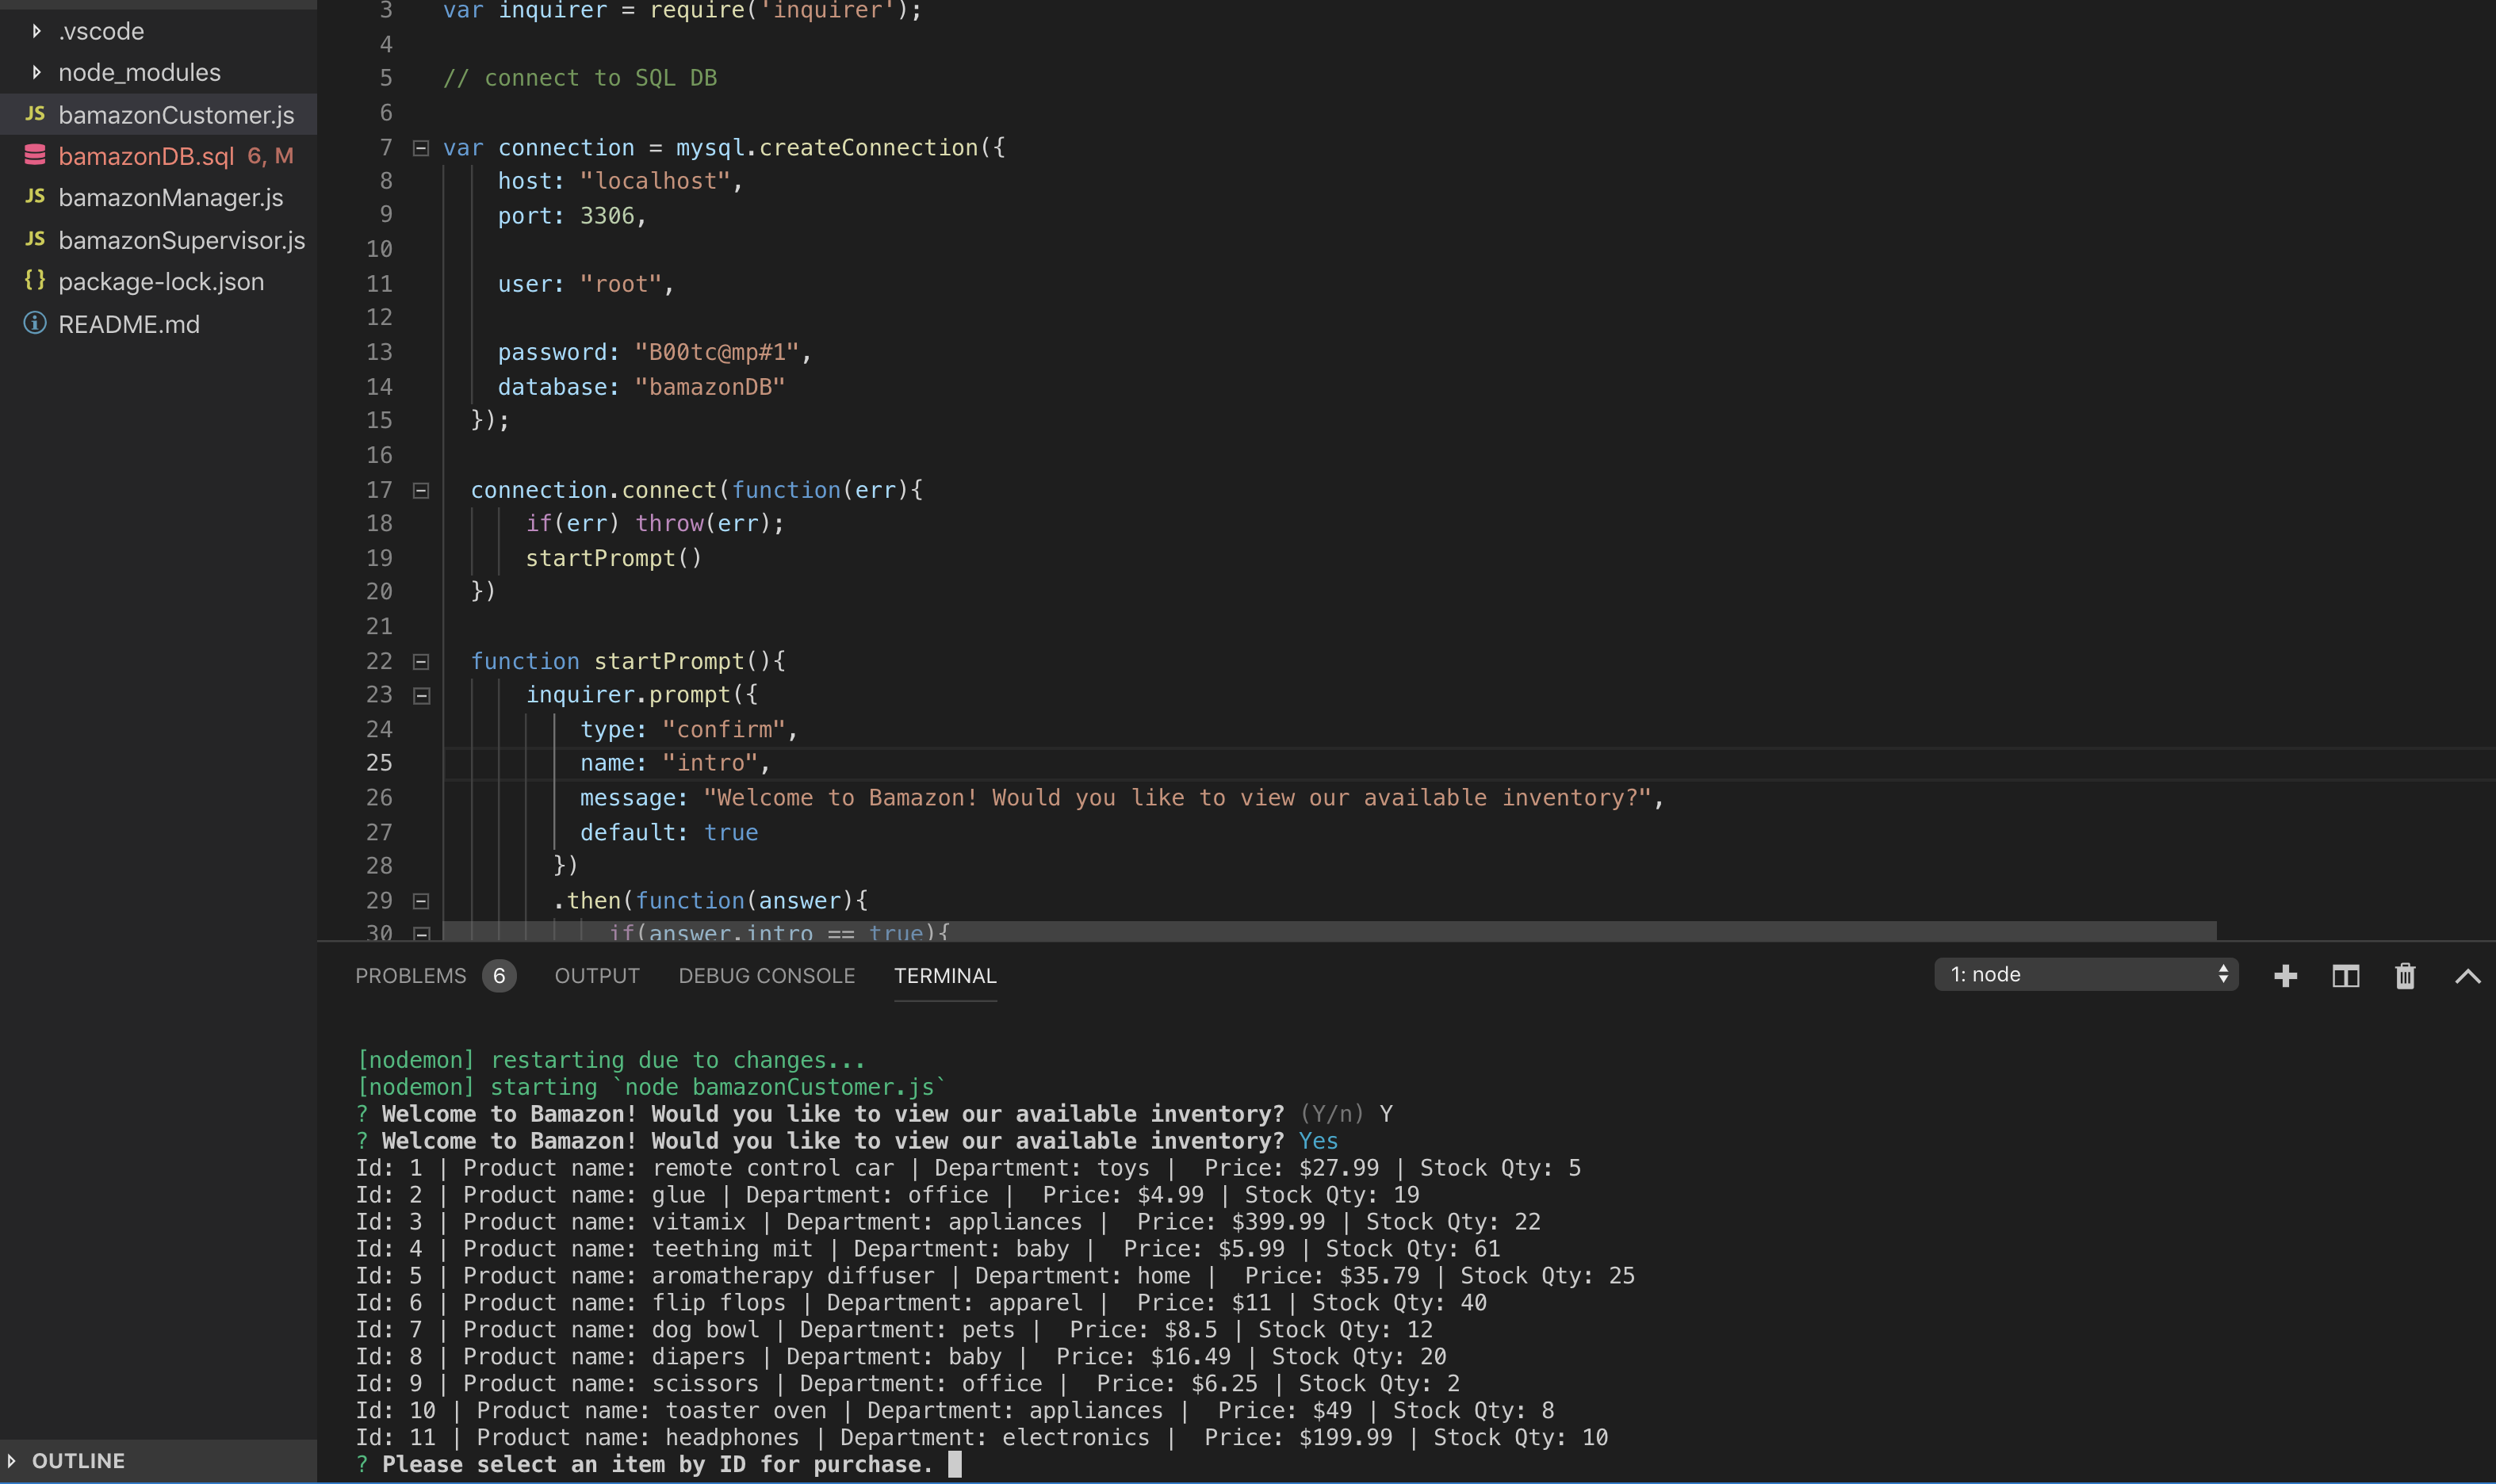 .vscode
node_modules
JS bamazonCustomer.js
bamazonDB.sql 6, M
JS bamazonManager.js
JS bamazonSupervisor.js
{} package-lock.json
README.md
OUTLINE
3 var inquirer = require('inquirer');
4
5 // connect to SQL DB
6
7 var connection = mysql.createConnection({
8 host: "localhost",
9 port: 3306,
10
11 user: "root",
12
13 password: "B00tc@mp#1",
14 database: "bamazonDB"
15 });
16
17 connection.connect(function(err){
18 if(err) throw(err);
19 startPrompt()
20 })
21
22 function startPrompt(){
23 inquirer.prompt({
24 type: "confirm",
25 name: "intro",
26 message: "Welcome to Bamazon! Would you like to view our available inventory?",
27 default: true
28 })
29 .then(function(answer){
30 if(answer.intro == true){
PROBLEMS 6 OUTPUT DEBUG CONSOLE TERMINAL 1: node
[nodemon] restarting due to changes...
[nodemon] starting `node bamazonCustomer.js`
? Welcome to Bamazon! Would you like to view our available inventory? (Y/n) Y
? Welcome to Bamazon! Would you like to view our available inventory? Yes
Id: 1 | Product name: remote control car | Department: toys |  Price: $27.99 | Stock Qty: 5
Id: 2 | Product name: glue | Department: office |  Price: $4.99 | Stock Qty: 19
Id: 3 | Product name: vitamix | Department: appliances |  Price: $399.99 | Stock Qty: 22
Id: 4 | Product name: teething mit | Department: baby |  Price: $5.99 | Stock Qty: 61
Id: 5 | Product name: aromatherapy diffuser | Department: home |  Price: $35.79 | Stock Qty: 25
Id: 6 | Product name: flip flops | Department: apparel |  Price: $11 | Stock Qty: 40
Id: 7 | Product name: dog bowl | Department: pets |  Price: $8.5 | Stock Qty: 12
Id: 8 | Product name: diapers | Department: baby |  Price: $16.49 | Stock Qty: 20
Id: 9 | Product name: scissors | Department: office |  Price: $6.25 | Stock Qty: 2
Id: 10 | Product name: toaster oven | Department: appliances |  Price: $49 | Stock Qty: 8
Id: 11 | Product name: headphones | Department: electronics |  Price: $199.99 | Stock Qty: 10
? Please select an item by ID for purchase.